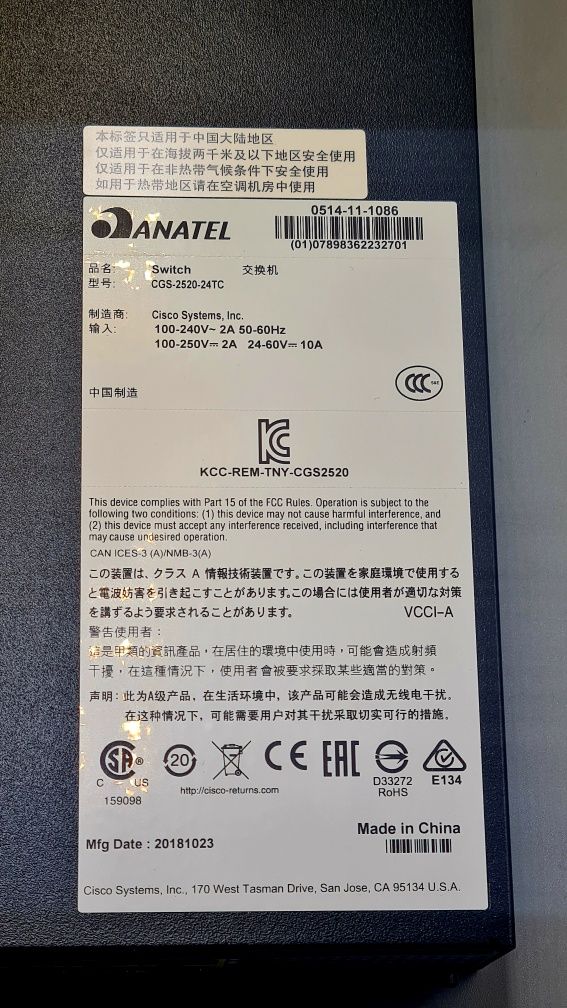 本标签只适用于中国大陆地区
仅适用于在海拔两千米及以下地区安全使用
仅适用于在非热带气候条件下安全使用
如用于热带地区请在空调机房中使用
ANATEL
0514-11-1086
(01)07898362232701
品名: Switch 交换机
型号: CGS-2520-24TC
制造商: Cisco Systems, Inc.
输入: 100-240V~ 2A 50-60Hz
100-250V⎓ 2A 24-60V⎓ 10A
中国制造
CCC
KC
KCC-REM-TNY-CGS2520
This device complies with Part 15 of the FCC Rules. Operation is subject to the
following two conditions: (1) this device may not cause harmful interference, and
(2) this device must accept any interference received, including interference that
may cause undesired operation.
CAN ICES-3 (A)/NMB-3(A)
この装置は、クラス A 情報技術装置です。この装置を家庭環境で使用する
と電波妨害を引き起こすことがあります。この場合には使用者が適切な対策
を講ずるよう要求されることがあります。 VCCI-A
警告使用者：
這是甲類的資訊產品，在居住的環境中使用時，可能會造成射頻
干擾，在這種情況下，使用者會被要求採取某些適當的對策。
声明：此为A级产品，在生活环境中，该产品可能会造成无线电干扰。
在这种情况下，可能需要用户对其干扰采取切实可行的措施。
SA ® 20 CE EAC
C US
159098
http://cisco-returns.com
D33272
RoHS
E134
Made in China
Mfg Date : 20181023
Cisco Systems, Inc., 170 West Tasman Drive, San Jose, CA 95134 U.S.A.